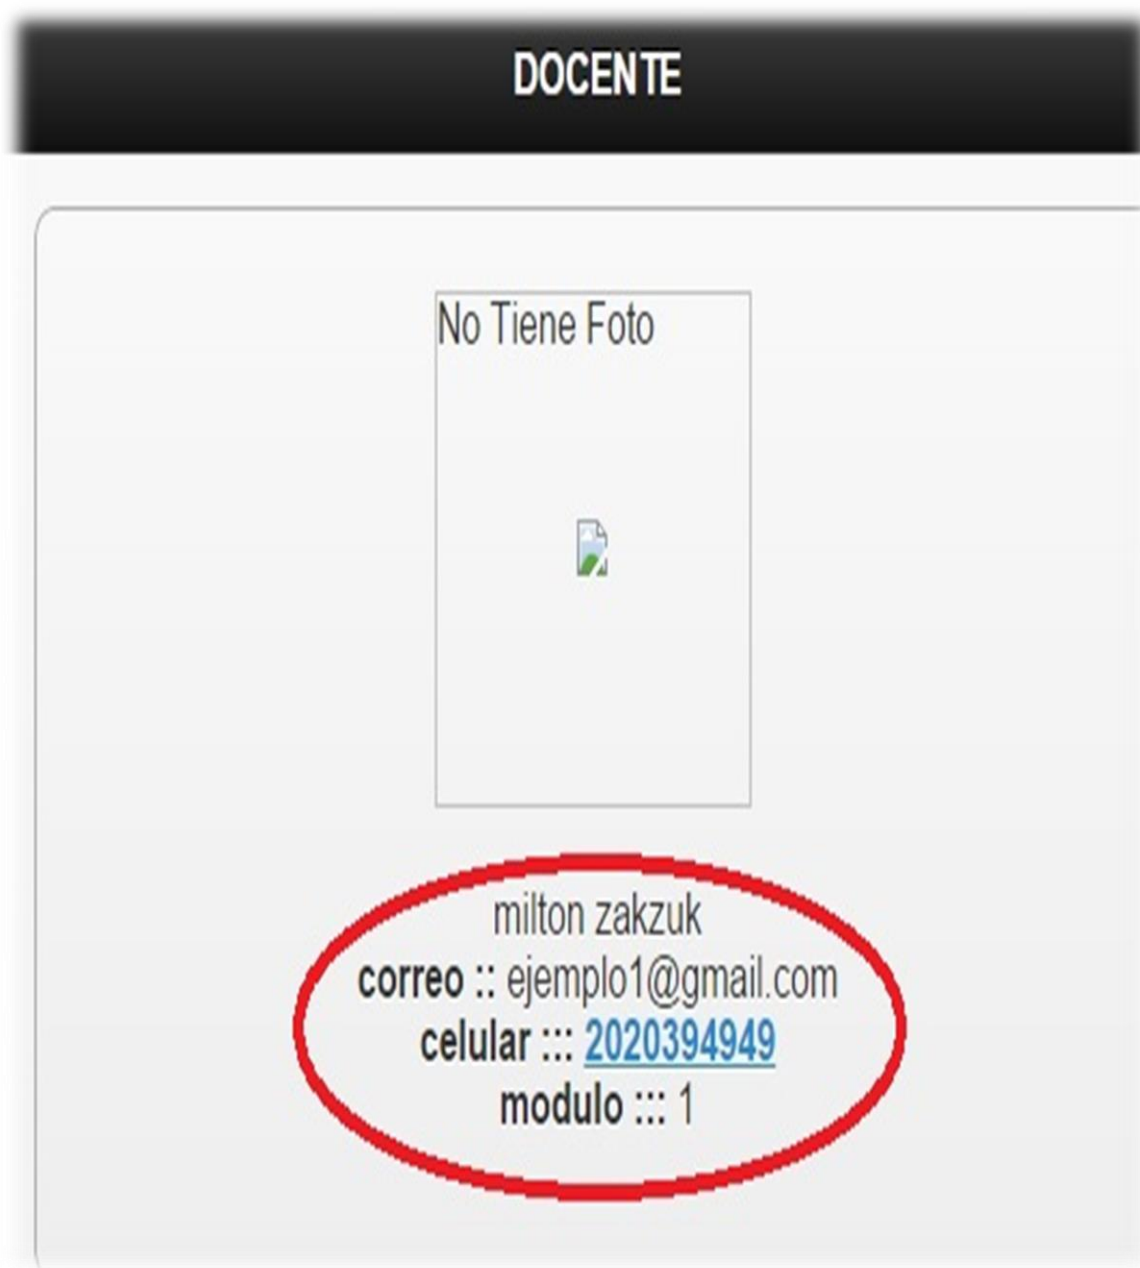 DOCENTE
No Tiene Foto
milton zakzuk
correo :: ejemplo1@gmail.com
celular ::: 2020394949
modulo ::: 1